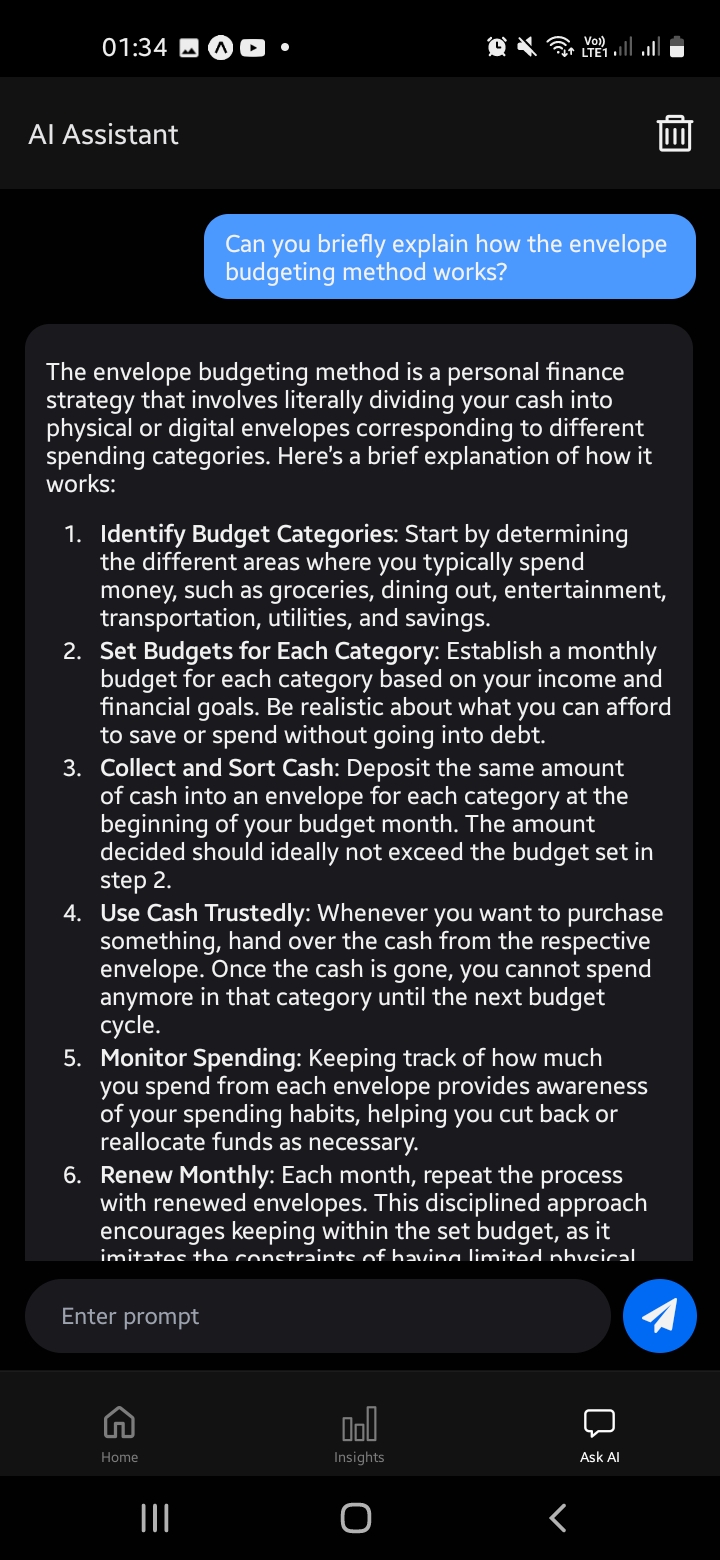 01:34
Vo))
LTE1
AI Assistant
Can you briefly explain how the envelope
budgeting method works?
The envelope budgeting method is a personal finance
strategy that involves literally dividing your cash into
physical or digital envelopes corresponding to different
spending categories. Here's a brief explanation of how it
works:
1. Identify Budget Categories: Start by determining
the different areas where you typically spend
money, such as groceries, dining out, entertainment,
transportation, utilities, and savings.
2. Set Budgets for Each Category: Establish a monthly
budget for each category based on your income and
financial goals. Be realistic about what you can afford
to save or spend without going into debt.
3. Collect and Sort Cash: Deposit the same amount
of cash into an envelope for each category at the
beginning of your budget month. The amount
decided should ideally not exceed the budget set in
step 2.
4. Use Cash Trustedly: Whenever you want to purchase
something, hand over the cash from the respective
envelope. Once the cash is gone, you cannot spend
anymore in that category until the next budget
cycle.
5. Monitor Spending: Keeping track of how much
you spend from each envelope provides awareness
of your spending habits, helping you cut back or
reallocate funds as necessary.
6. Renew Monthly: Each month, repeat the process
with renewed envelopes. This disciplined approach
encourages keeping within the set budget, as it
imitates the constraints of having limited physical
Enter prompt
Home
Insights
Ask AI